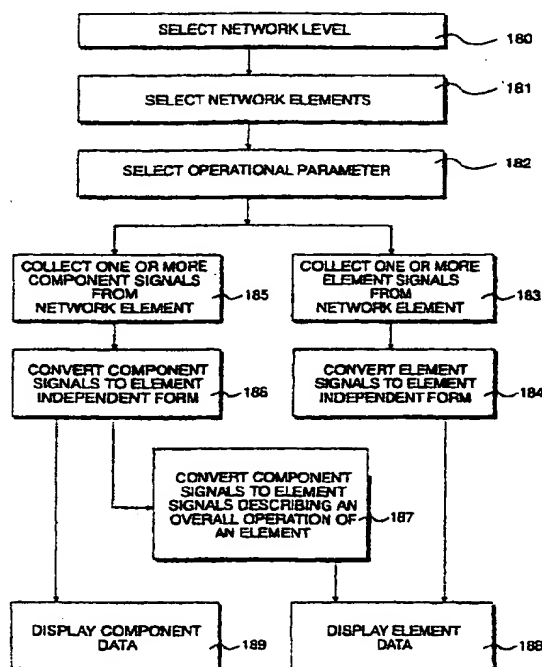 SELECT NETWORK LEVEL
180
SELECT NETWORK ELEMENTS
181
SELECT OPERATIONAL PARAMETER
182
COLLECT ONE OR MORE
COMPONENT SIGNALS
FROM
NETWORK ELEMENT
185
COLLECT ONE OR MORE
ELEMENT SIGNALS
FROM
NETWORK ELEMENT
183
CONVERT COMPONENT
SIGNALS TO ELEMENT
INDEPENDENT FORM
186
CONVERT ELEMENT
SIGNALS TO ELEMENT
INDEPENDENT FORM
184
CONVERT COMPONENT
SIGNALS TO ELEMENT
SIGNALS DESCRIBING AN
OVERALL OPERATION OF
AN ELEMENT
187
DISPLAY COMPONENT
DATA
189
DISPLAY ELEMENT
DATA
188